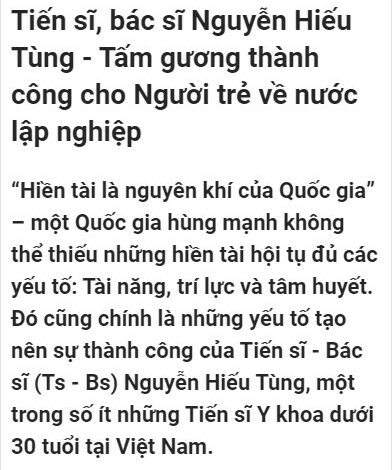 Tiến sĩ, bác sĩ Nguyễn Hiếu
Tùng - Tấm gương thành
công cho Người trẻ về nước
lập nghiệp
“Hiền tài là nguyên khí của Quốc gia”
– một Quốc gia hùng mạnh không
thể thiếu những hiền tài hội tụ đủ các
yếu tố: Tài năng, trí lực và tâm huyết.
Đó cũng chính là những yếu tố tạo
nên sự thành công của Tiến sĩ - Bác
sĩ (Ts - Bs) Nguyễn Hiếu Tùng, một
trong số ít những Tiến sĩ Y khoa dưới
30 tuổi tại Việt Nam.